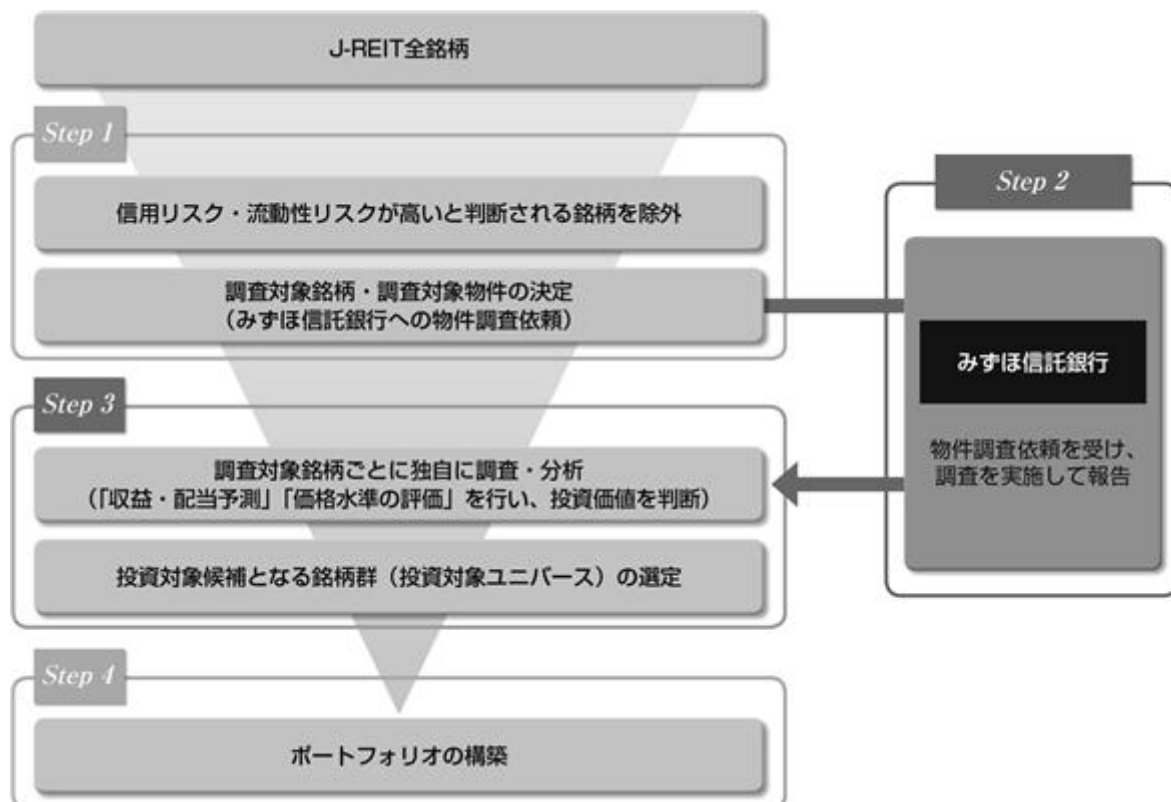 J-REIT全銘柄
Step 1
信用リスク・流動性リスクが高いと判断される銘柄を除外
調査対象銘柄・調査対象物件の決定
（みずほ信託銀行への物件調査依頼）
Step 2
みずほ信託銀行
物件調査依頼を受け、
調査を実施して報告
Step 3
調査対象銘柄ごとに独自に調査・分析
（「収益・配当予測」「価格水準の評価」を行い、投資価値を判断）
投資対象候補となる銘柄群（投資対象ユニバース）の選定
Step 4
ポートフォリオの構築